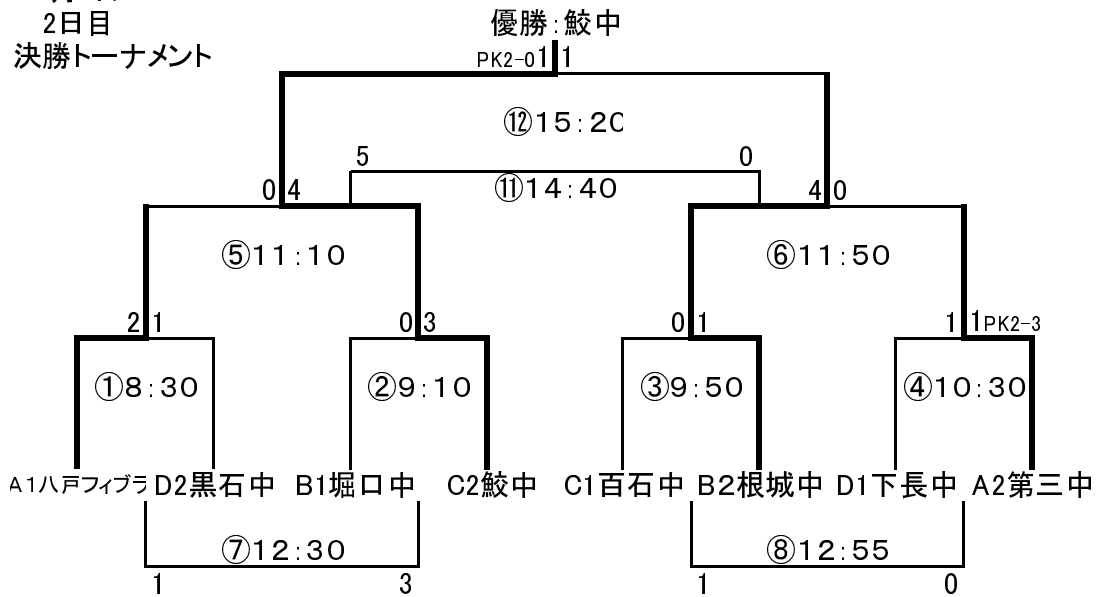 2日目
優勝:鮫中
決勝トーナメント
PK2-0 1 1
⑫15:20
5 0
⑪14:40
0 4 4 0
⑤11:10 ⑥11:50
2 1 0 3 0 1 1 1 PK2-3
①8:30 ②9:10 ③9:50 ④10:30
A1八戸フィブラ D2黒石中 B1堀口中 C2鮫中 C1百石中 B2根城中 D1下長中 A2第三中
⑦12:30 ⑧12:55
1 3 1 0